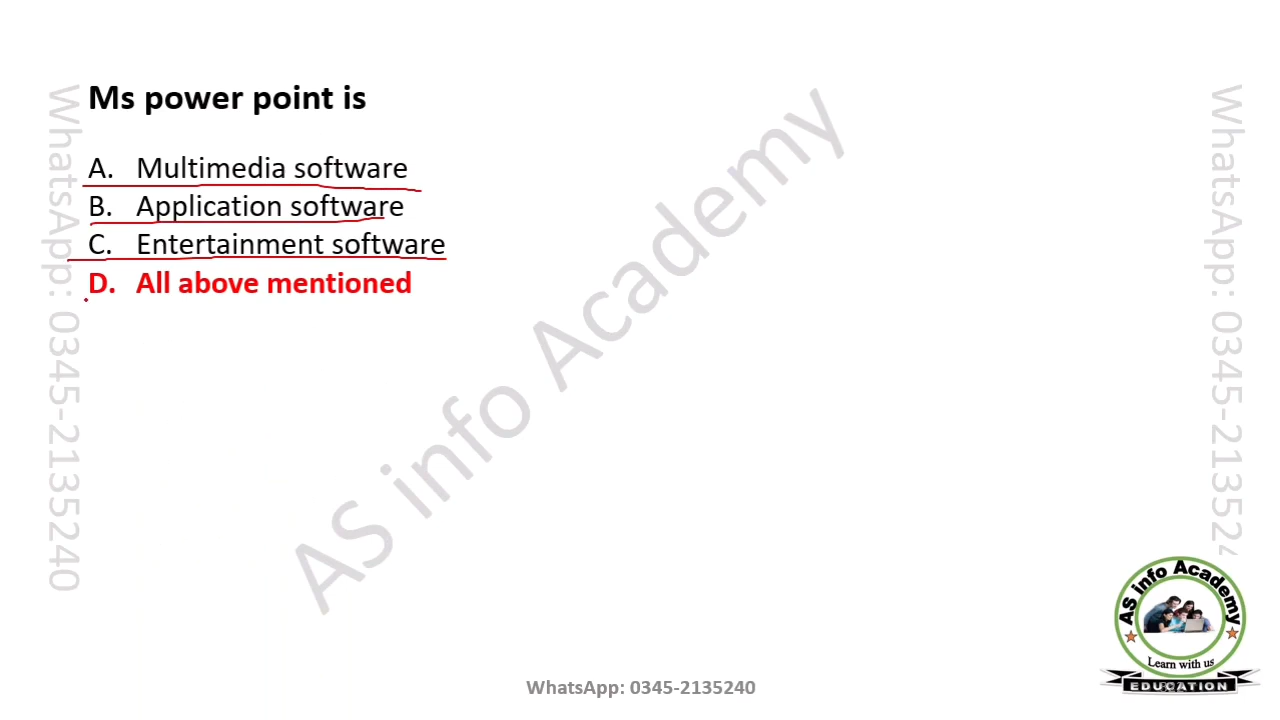 Ms power point is
A. Multimedia software
B. Application software
C. Entertainment software
D. All above mentioned
AS info Academy
WhatsApp: 0345-2135240
WhatsApp: 0345-213524
AS info Academy
Learn with us
EDUCATION
WhatsApp: 0345-2135240